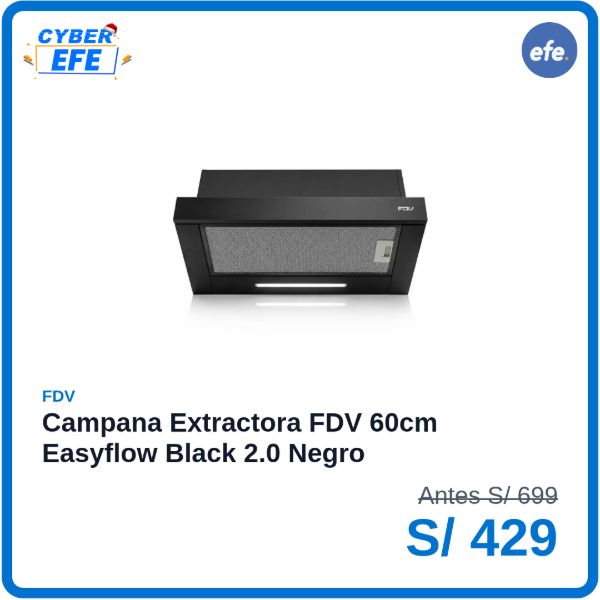 CYBER
EFE
efe.
FDV
FDV
Campana Extractora FDV 60cm
Easyflow Black 2.0 Negro
Antes S/ 699
S/ 429